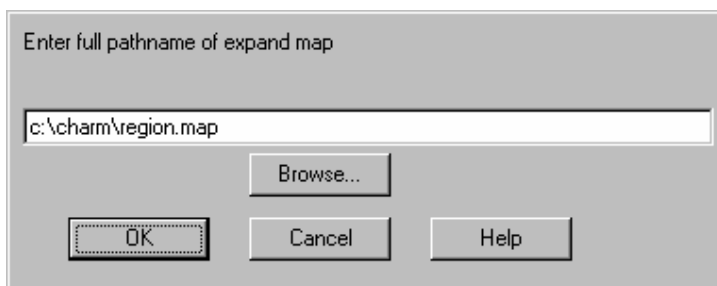 Enter full pathname of expand map
c:\charm\region.map
Browse...
OK Cancel Help